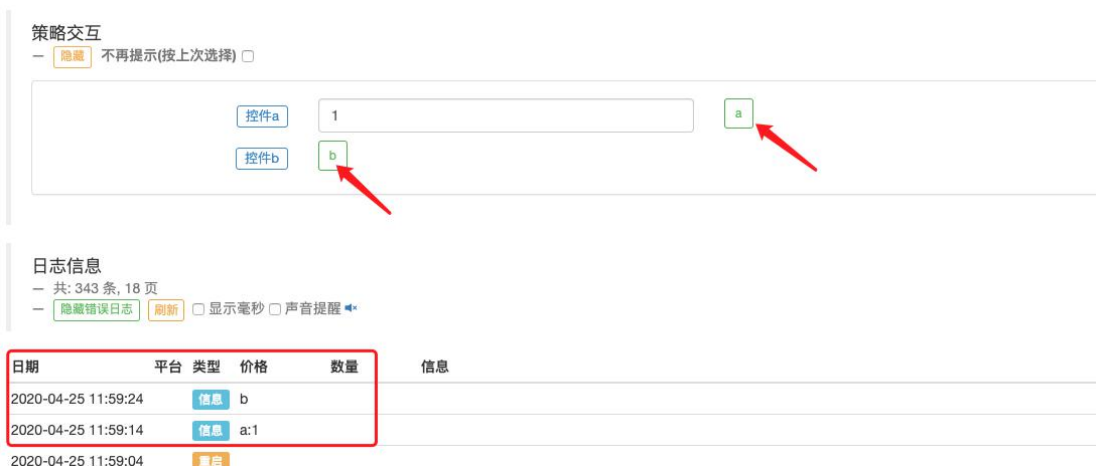 策略交互
— 隐藏 不再提示(按上次选择)
控件a 1 a
控件b b
日志信息
— 共: 343 条, 18 页
— 隐藏错误日志 刷新 显示毫秒 声音提醒
日期 平台 类型 价格 数量 信息
2020-04-25 11:59:24 信息 b
2020-04-25 11:59:14 信息 a:1
2020-04-25 11:59:04 重启